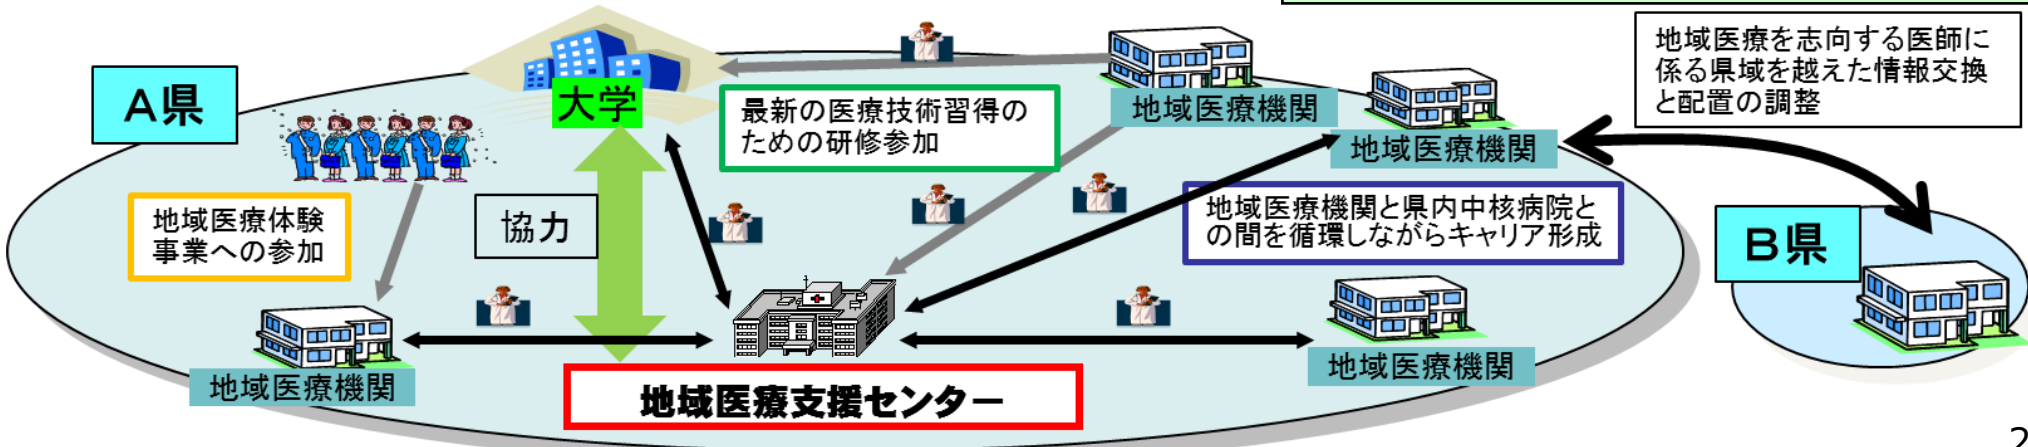 A県
大学
最新の医療技術習得の
ための研修参加
地域医療機関
地域医療機関
地域医療を志向する医師に
係る県域を越えた情報交換
と配置の調整
地域医療体験
事業への参加
協力
地域医療機関と県内中核病院と
の間を循環しながらキャリア形成
B県
地域医療機関
地域医療支援センター
地域医療機関
2